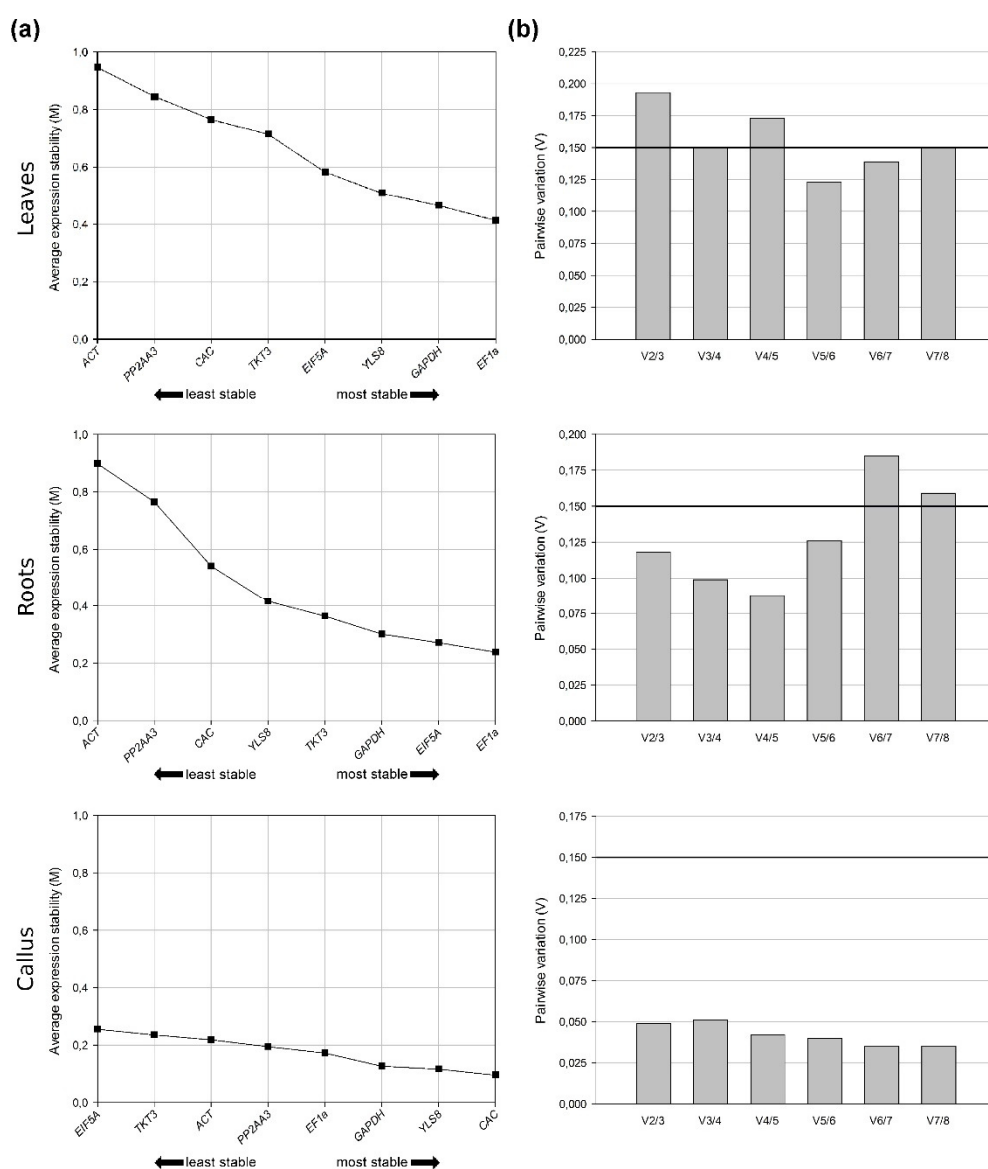 (a)
(b)
Leaves
Average expression stability (M)
1,0
0,8
0,6
0,4
0,2
0,0
ACT
PP2AA3
CAC
TKT3
EIF5A
YLS8
GAPDH
EF1a
least stable
most stable
Pairwise variation (V)
0,225
0,200
0,175
0,150
0,125
0,100
0,075
0,050
0,025
0,000
V2/3
V3/4
V4/5
V5/6
V6/7
V7/8
Roots
Average expression stability (M)
1,0
0,8
0,6
0,4
0,2
0,0
ACT
PP2AA3
CAC
YLS8
TKT3
GAPDH
EIF5A
EF1a
least stable
most stable
Pairwise variation (V)
0,200
0,175
0,150
0,125
0,100
0,075
0,050
0,025
0,000
V2/3
V3/4
V4/5
V5/6
V6/7
V7/8
Callus
Average expression stability (M)
1,0
0,8
0,6
0,4
0,2
0,0
EIF5A
TKT3
ACT
PP2AA3
EF1a
GAPDH
YLS8
CAC
least stable
most stable
Pairwise variation (V)
0,175
0,150
0,125
0,100
0,075
0,050
0,025
0,000
V2/3
V3/4
V4/5
V5/6
V6/7
V7/8